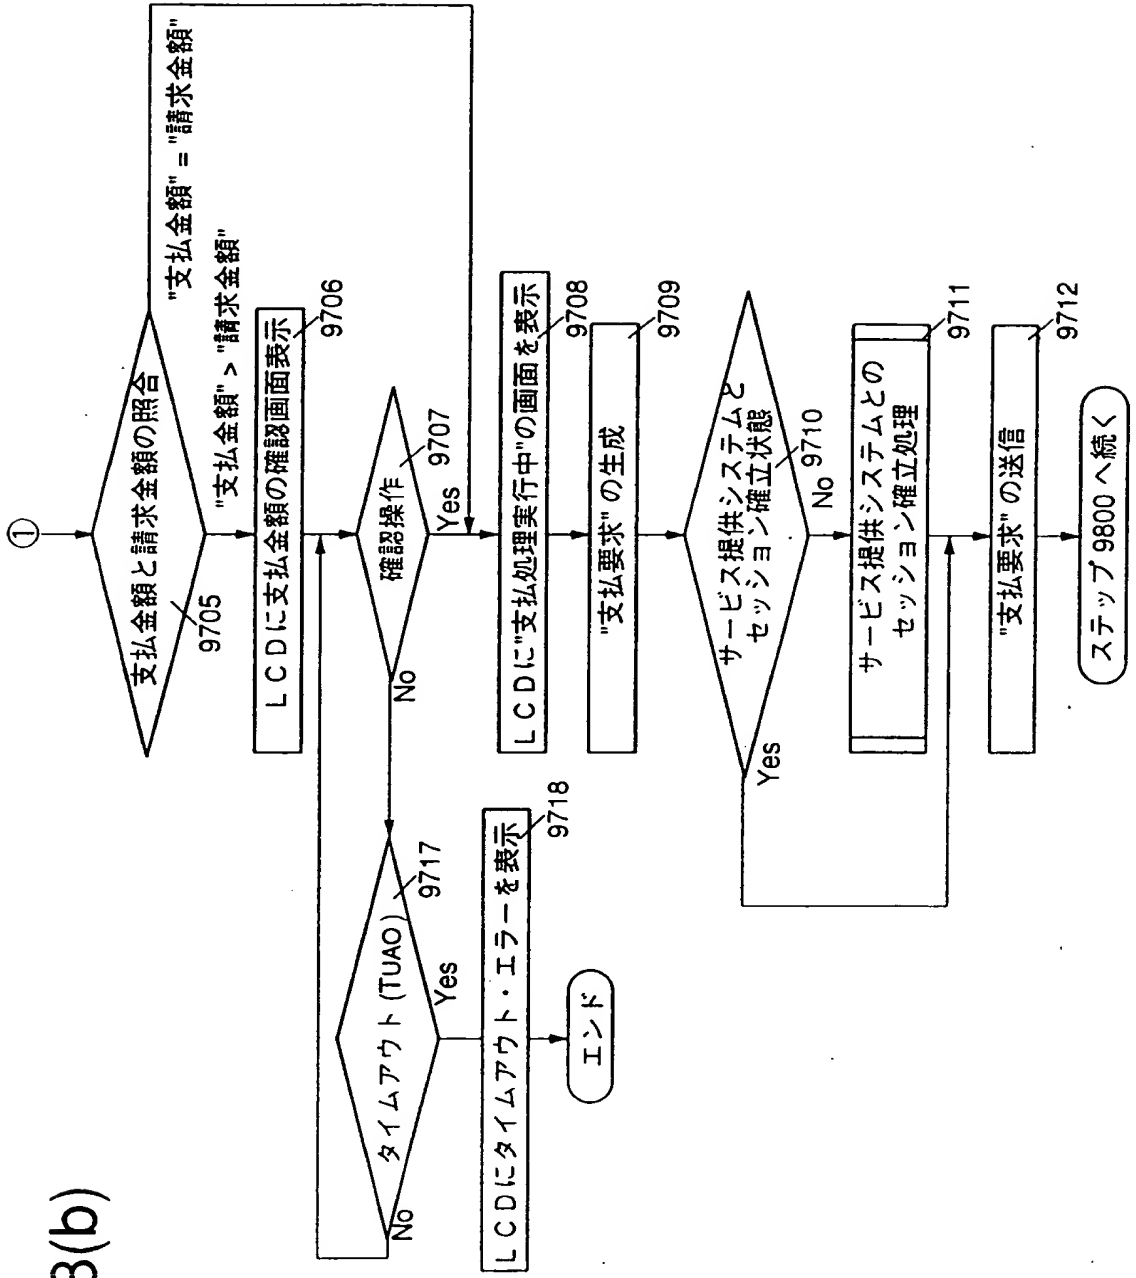 ①
支払金額と請求金額の照合
9705
"支払金額" = "請求金額"
"支払金額" > "請求金額"
LCDに支払金額の確認画面表示
9706
確認操作
9707
Yes
No
タイムアウト(TUAO)
9717
No
Yes
LCDにタイムアウト・エラーを表示
9718
エンド
LCDに"支払処理実行中"の画面を表示
9708
"支払要求"の生成
9709
サービス提供システムと
セッション確立状態
9710
Yes
No
サービス提供システムとの
セッション確立処理
9711
"支払要求"の送信
9712
ステップ 9800 へ続く
(b)